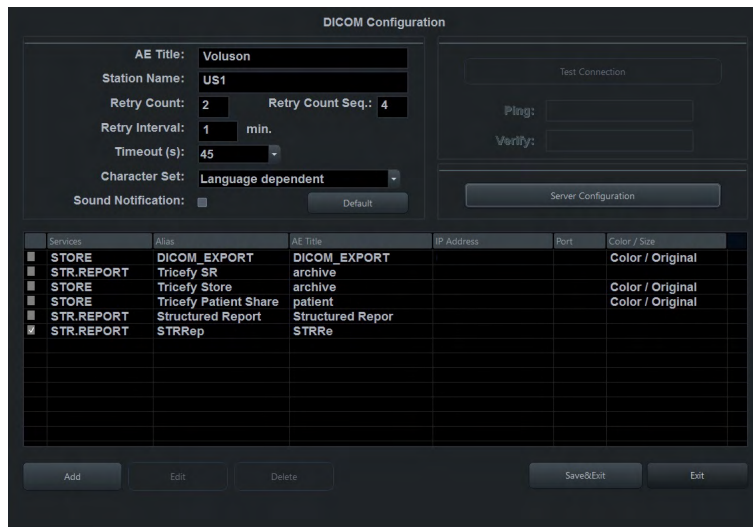 DICOM Configuration
AE Title: Voluson
Station Name: US1
Retry Count: 2 Retry Count Seq.: 4
Retry Interval: 1 min.
Timeout (s): 45
Character Set: Language dependent
Sound Notification: Default
Test Connection
Ping:
Verify:
Server Configuration
Services Alias AE Title IP Address Port Color / Size
STORE DICOM_EXPORT DICOM_EXPORT Color / Original
STR.REPORT Tricefy SR archive
STORE Tricefy Store archive Color / Original
STORE Tricefy Patient Share patient Color / Original
STR.REPORT Structured Report Structured Repor
STR.REPORT STRRep STRRe
Add Edit Delete Save&Exit Exit